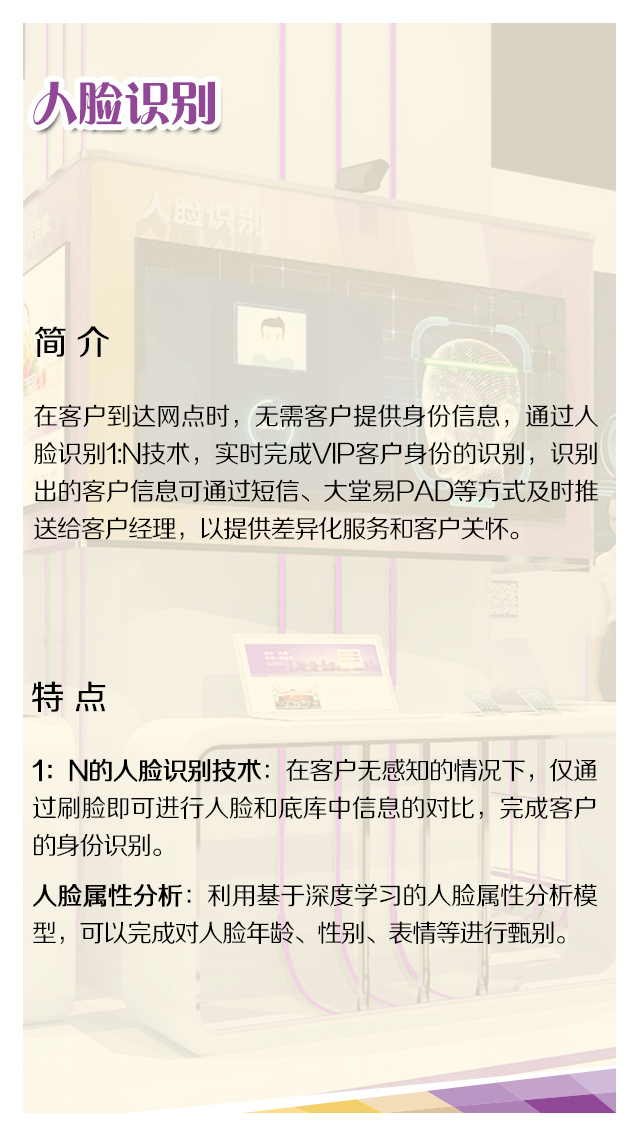 人脸识别
人脸识别
简介
在客户到达网点时，无需客户提供身份信息，通过人
脸识别1:N技术，实时完成VIP客户身份的识别，识别
出的客户信息可通过短信、大堂易PAD等方式及时推
送给客户经理，以提供差异化服务和客户关怀。
特点
1：N的人脸识别技术：在客户无感知的情况下，仅通
过刷脸即可进行人脸和底库中信息的对比，完成客户
的身份识别。
人脸属性分析：利用基于深度学习的人脸属性分析模
型，可以完成对人脸年龄、性别、表情等进行甄别。